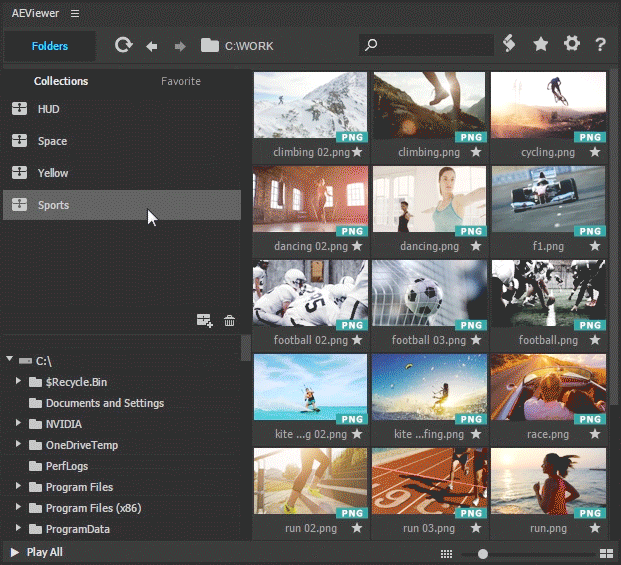 AEViewer
Folders
C:\WORK
?
Collections
Favorite
HUD
Space
Yellow
Sports
C:\
$Recycle.Bin
Documents and Settings
NVIDIA
OneDriveTemp
PerfLogs
Program Files
Program Files (x86)
ProgramData
Play All
PNG PNG PNG
climbing 02.png climbing.png cycling.png
PNG PNG PNG
dancing 02.png dancing.png f1.png
25
PNG PNG PNG
football 02.png football 03.png football.png
PNG PNG PNG
kite ...g 02.png kite ...fing.png race.png
PNG PNG PNG
run 02.png run 03.png run.png